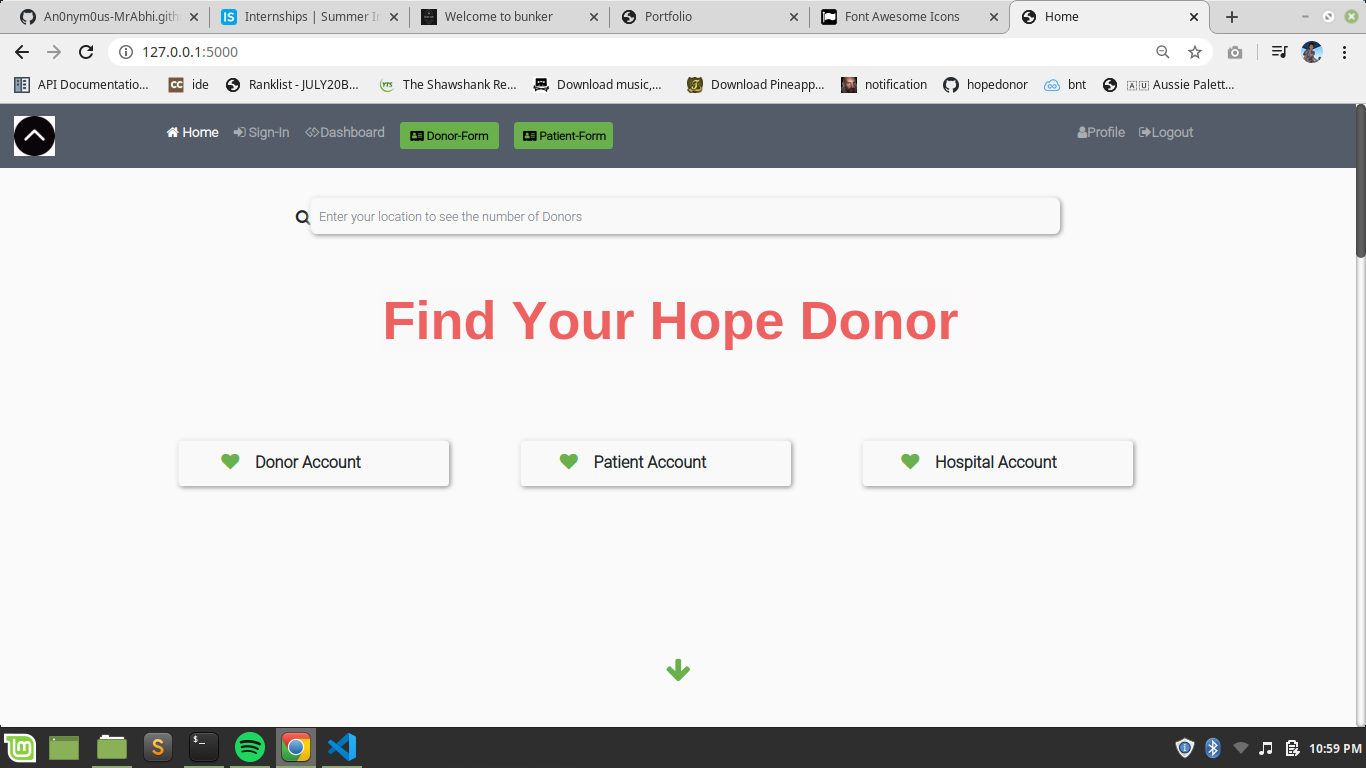 An0nym0us-MrAbhi.gith
Internships | Summer In
Welcome to bunker
Portfolio
Font Awesome Icons
Home
127.0.0.1:5000
API Documentatio...
ide
Ranklist - JULY20B...
The Shawshank Re...
Download music,...
Download Pineapp...
notification
hopedonor
bnt
🇦🇺 Aussie Palett...
Home
Sign-In
Dashboard
Donor-Form
Patient-Form
Profile
Logout
Enter your location to see the number of Donors
Find Your Hope Donor
Donor Account
Patient Account
Hospital Account
10:59 PM